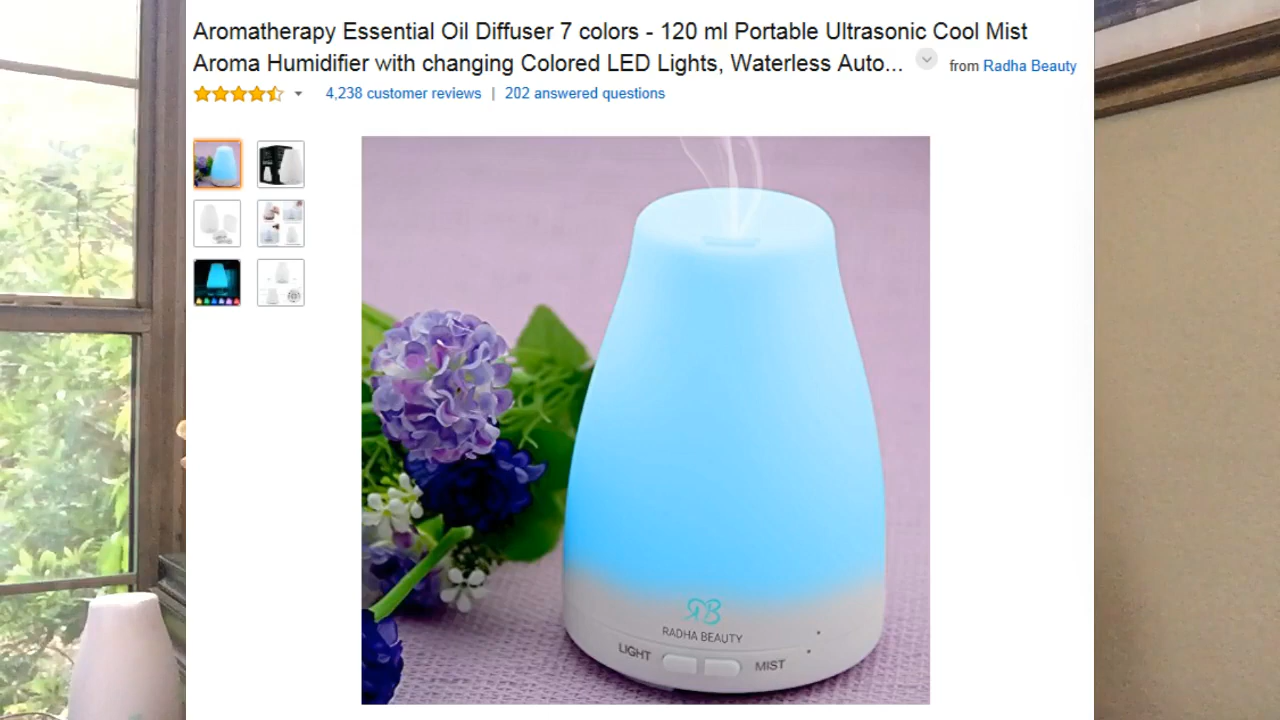 Aromatherapy Essential Oil Diffuser 7 colors - 120 ml Portable Ultrasonic Cool Mist
Aroma Humidifier with changing Colored LED Lights, Waterless Auto... from Radha Beauty
4,238 customer reviews | 202 answered questions
RB
RADHA BEAUTY
LIGHT MIST